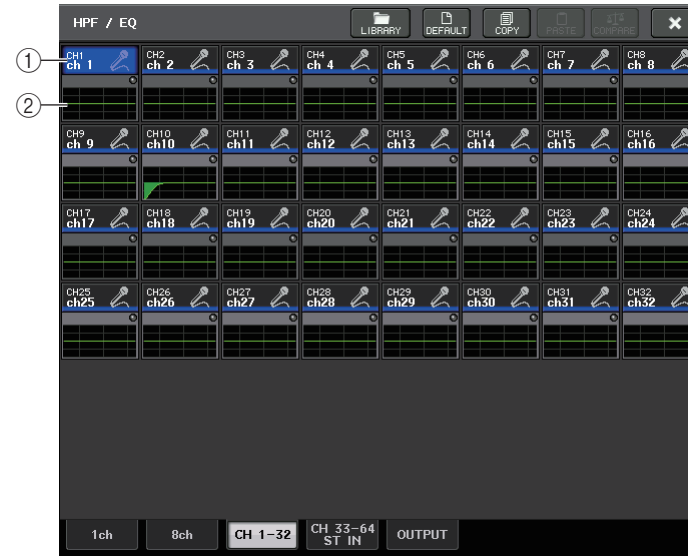 HPF / EQ
LIBRARY
DEFAULT
COPY
PASTE
COMPARE
×
1
2
CH1 CH2 CH3 CH4 CH5 CH6 CH7 CH8
ch 1 ch 2 ch 3 ch 4 ch 5 ch 6 ch 7 ch 8
CH9 CH10 CH11 CH12 CH13 CH14 CH15 CH16
ch 9 ch10 ch11 ch12 ch13 ch14 ch15 ch16
CH17 CH18 CH19 CH20 CH21 CH22 CH23 CH24
ch17 ch18 ch19 ch20 ch21 ch22 ch23 ch24
CH25 CH26 CH27 CH28 CH29 CH30 CH31 CH32
ch25 ch26 ch27 ch28 ch29 ch30 ch31 ch32
1ch
8ch
CH 1-32
CH 33-64
ST IN
OUTPUT